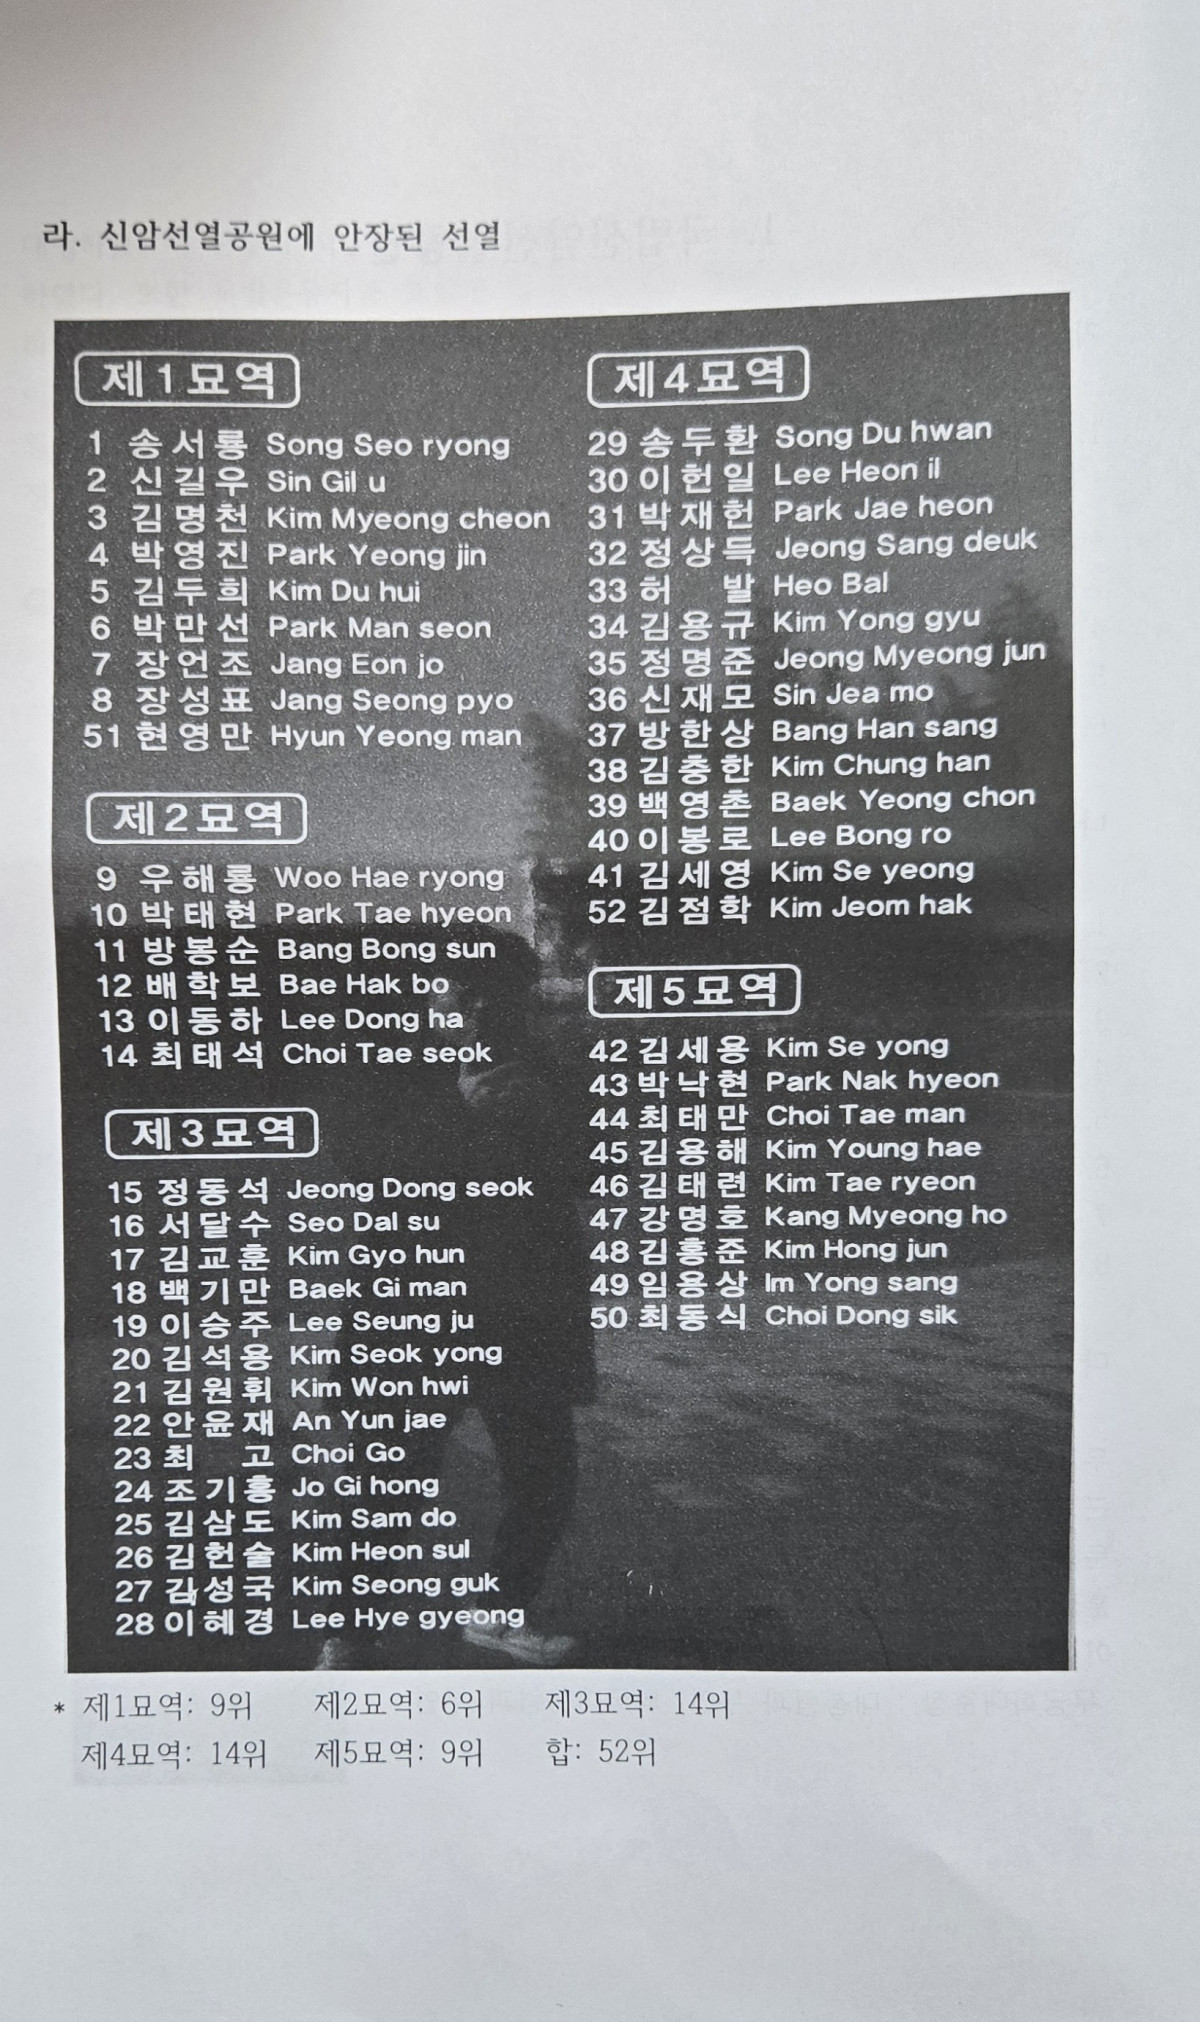 라. 신암선열공원에 안장된 선열
제1묘역
1 송서룡 Song Seo ryong
2 신길우 Sin Gil u
3 김명천 Kim Myeong cheon
4 박영진 Park Yeong jin
5 김두희 Kim Du hui
6 박만선 Park Man seon
7 장언조 Jang Eon jo
8 장성표 Jang Seong pyo
51 현영만 Hyun Yeong man
제2묘역
9 우해룡 Woo Hae ryong
10 박태현 Park Tae hyeon
11 방봉순 Bang Bong sun
12 배학보 Bae Hak bo
13 이동하 Lee Dong ha
14 최태석 Choi Tae seok
제3묘역
15 정동석 Jeong Dong seok
16 서달수 Seo Dal su
17 김교훈 Kim Gyo hun
18 백기만 Baek Gi man
19 이승주 Lee Seung ju
20 김석용 Kim Seok yong
21 김원휘 Kim Won hwi
22 안윤재 An Yun jae
23 최 고 Choi Go
24 조기홍 Jo Gi hong
25 김삼도 Kim Sam do
26 김헌술 Kim Heon sul
27 김성국 Kim Seong guk
28 이혜경 Lee Hye gyeong
제4묘역
29 송두환 Song Du hwan
30 이헌일 Lee Heon il
31 박재헌 Park Jae heon
32 정상득 Jeong Sang deuk
33 허 발 Heo Bal
34 김용규 Kim Yong gyu
35 정명준 Jeong Myeong jun
36 신재모 Sin Jea mo
37 방한상 Bang Han sang
38 김충한 Kim Chung han
39 백영촌 Baek Yeong chon
40 이봉로 Lee Bong ro
41 김세영 Kim Se yeong
52 김점학 Kim Jeom hak
제5묘역
42 김세용 Kim Se yong
43 박낙현 Park Nak hyeon
44 최태만 Choi Tae man
45 김용해 Kim Young hae
46 김태련 Kim Tae ryeon
47 강명호 Kang Myeong ho
48 김홍준 Kim Hong jun
49 임용상 Im Yong sang
50 최동식 Choi Dong sik
* 제1묘역: 9위 제2묘역: 6위 제3묘역: 14위
제4묘역: 14위 제5묘역: 9위 합: 52위